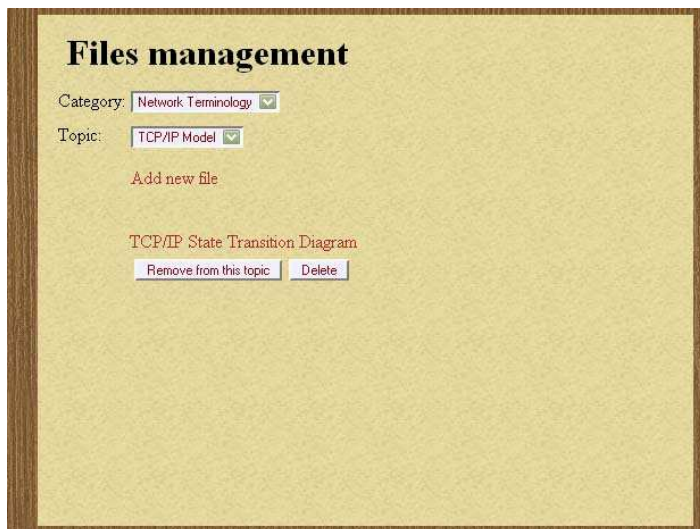 Files management
Category: Network Terminology
Topic: TCP/IP Model
Add new file
TCP/IP State Transition Diagram
Remove from this topic Delete